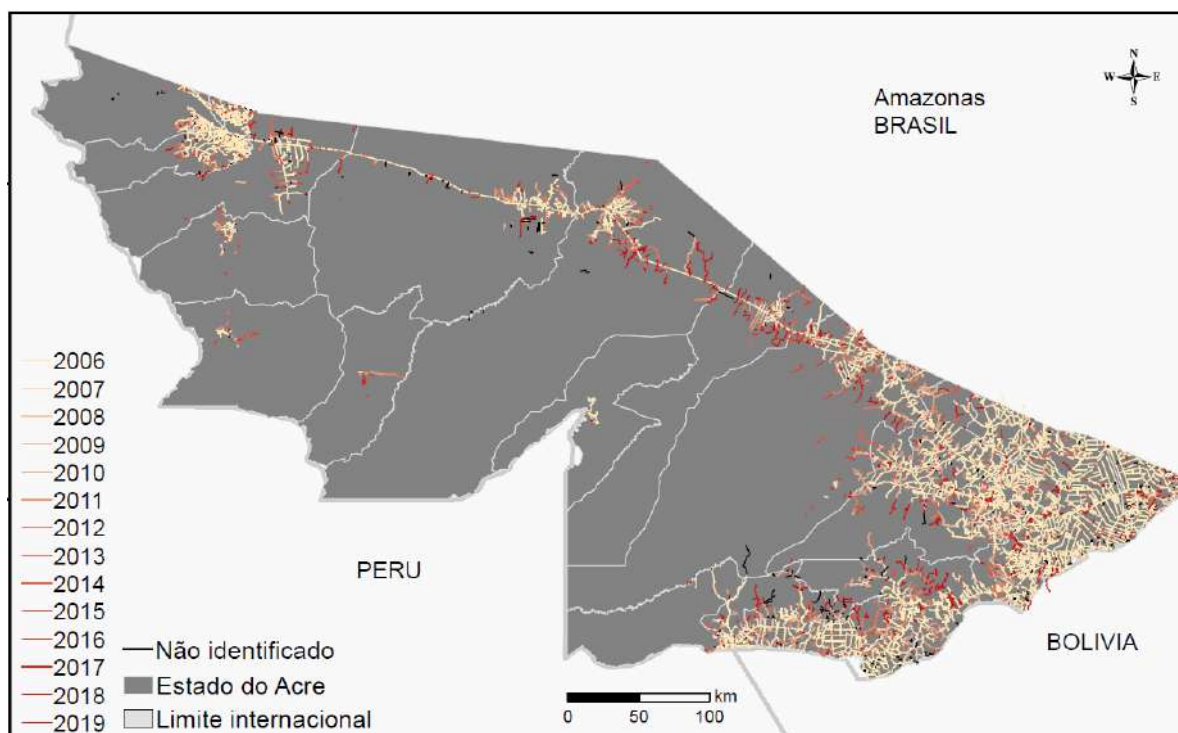 N
W E
S
Amazonas
BRASIL
2006
2007
2008
2009
2010
2011
2012
2013
2014
2015
2016
2017
2018
2019
PERU
BOLIVIA
Não identificado
Estado do Acre
Limite internacional
km
0 50 100